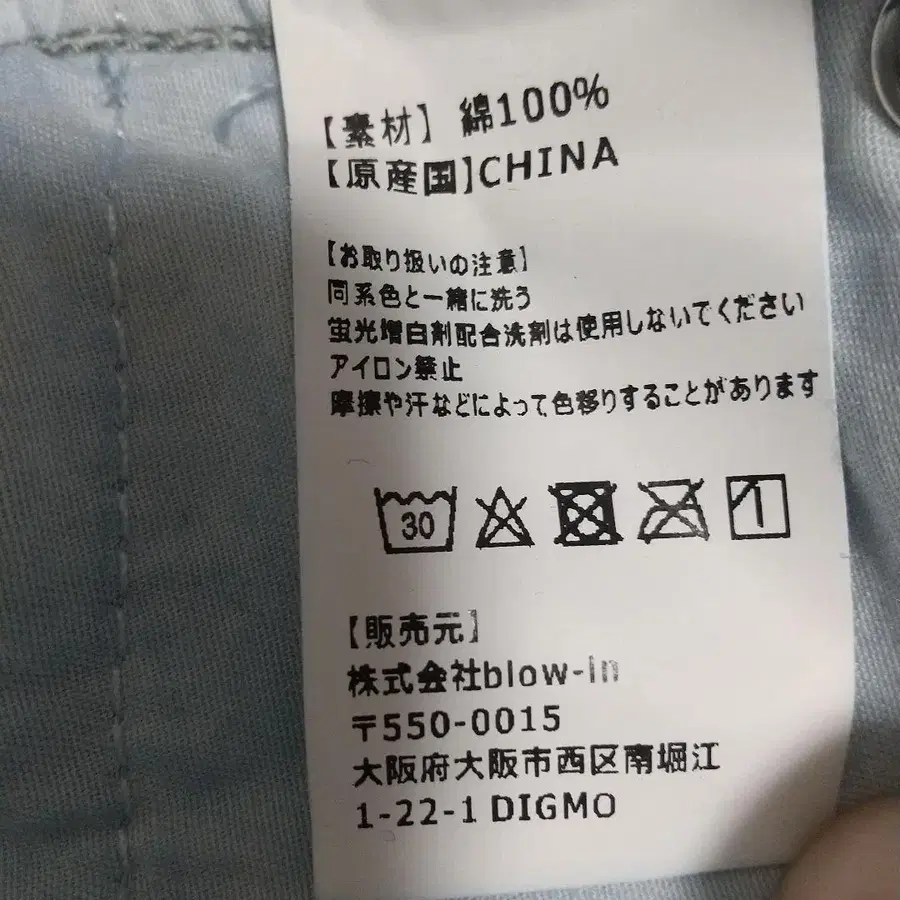 【素材】 綿100%
【原産国】CHINA
【お取り扱いの注意】
同系色と一緒に洗う
蛍光増白剤配合洗剤は使用しないでください
アイロン禁止
摩擦や汗などによって色移りすることがあります
30
【販売元】
株式会社blow-in
〒550-0015
大阪府大阪市西区南堀江
1-22-1 DIGMO